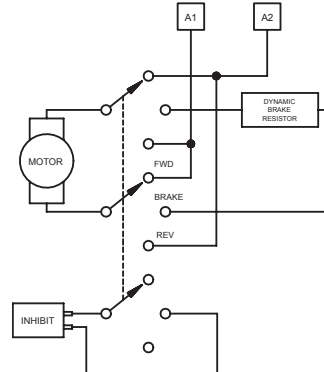 A1
A2
DYNAMIC
BRAKE
RESISTOR
MOTOR
FWD
BRAKE
REV
INHIBIT